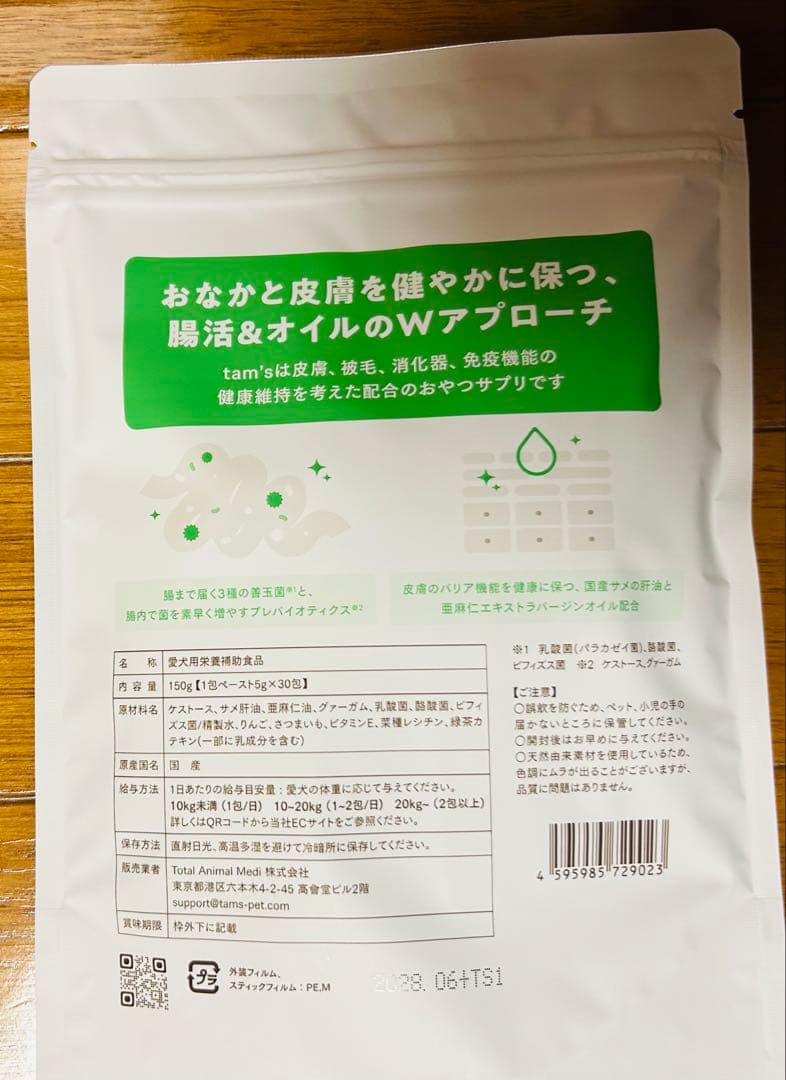 おなかと皮膚を健やかに保つ、
腸活&オイルのWアプローチ
tam'sは皮膚、被毛、消化器、免疫機能の
健康維持を考えた配合のおやつサプリです
腸まで届く3種の善玉菌※1と、
腸内で菌を素早く増やすプレバイオティクス※2
皮膚のバリア機能を健康に保つ、国産サメの肝油と
亜麻仁エキストラバージンオイル配合
名 称 愛犬用栄養補助食品
内容量 150g【1包ペースト5g×30包】
原材料名 ケストース、サメ肝油、亜麻仁油、グァーガム、乳酸菌、酪酸菌、ビフィ
ズス菌/精製水、りんご、さつまいも、ビタミンE、菜種レシチン、緑茶カ
テキン(一部に乳成分を含む)
原産国名 国 産
給与方法 1日あたりの給与目安量：愛犬の体重に応じて与えてください。
10kg未満(1包/日) 10~20kg(1~2包/日) 20kg~(2包以上)
詳しくはQRコードから当社ECサイトをご参照ください。
保存方法 直射日光、高温多湿を避けて冷暗所に保存してください。
販売業者 Total Animal Medi 株式会社
東京都港区六本木4-2-45 高會堂ビル2階
support@tams-pet.com
賞味期限 枠外下に記載
※1 乳酸菌(パラカゼイ菌)、酪酸菌、
ビフィズス菌 ※2 ケストース、グァーガム
【ご注意】
○誤飲を防ぐため、ペット、小児の手の
届かないところに保管してください。
○開封後はお早めに与えてください。
○天然由来素材を使用しているため、
色調にムラが出ることがございますが、
品質に問題はありません。
4 595985 729023
プラ
外装フィルム、
スティックフィルム：PE,M
2028. 06 +TS1